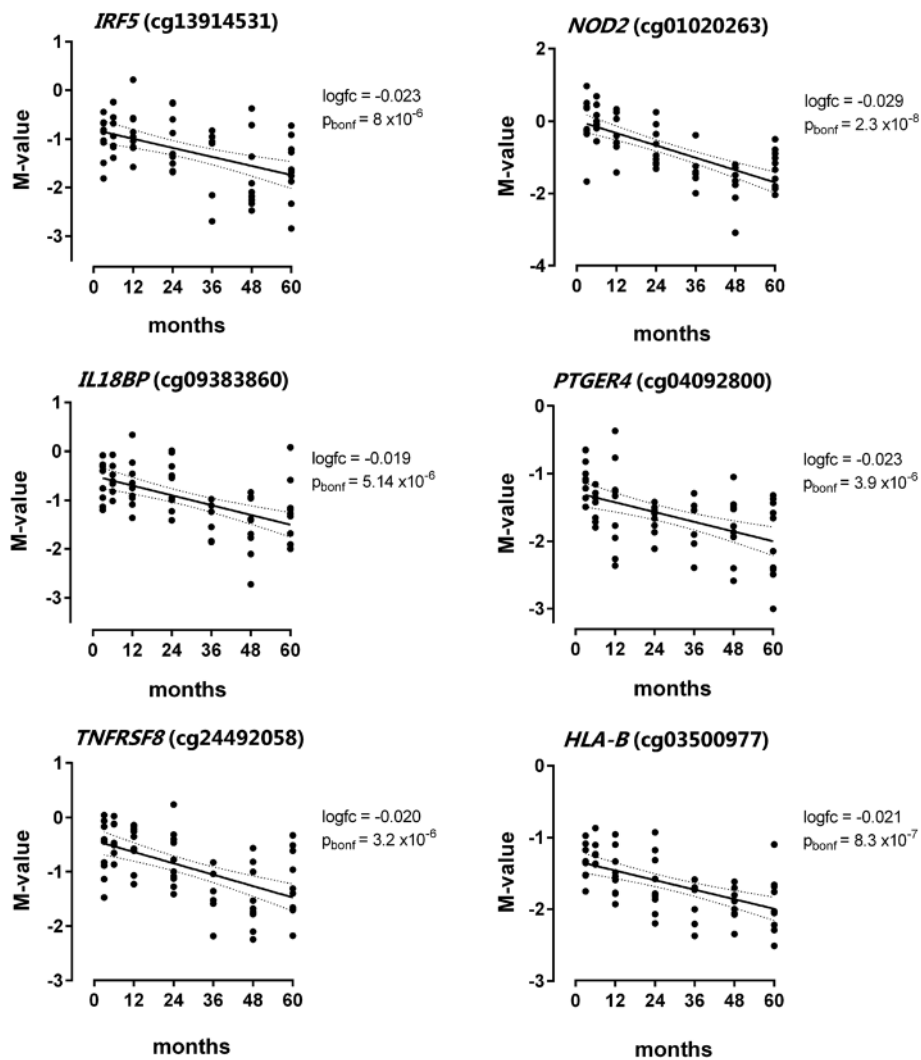 IRF5 (cg13914531)
1
0
-1
-2
-3
M-value
0 12 24 36 48 60
months
logfc = -0.023
pbonf = 8 x10-6
NOD2 (cg01020263)
2
0
-2
-4
M-value
0 12 24 36 48 60
months
logfc = -0.029
pbonf = 2.3 x10-8
IL18BP (cg09383860)
1
0
-1
-2
-3
M-value
0 12 24 36 48 60
months
logfc = -0.019
pbonf = 5.14 x10-6
PTGER4 (cg04092800)
0
-1
-2
-3
M-value
0 12 24 36 48 60
months
logfc = -0.023
pbonf = 3.9 x10-6
TNFRSF8 (cg24492058)
1
0
-1
-2
-3
M-value
0 12 24 36 48 60
months
logfc = -0.020
pbonf = 3.2 x10-6
HLA-B (cg03500977)
0
-1
-2
-3
M-value
0 12 24 36 48 60
months
logfc = -0.021
pbonf = 8.3 x10-7